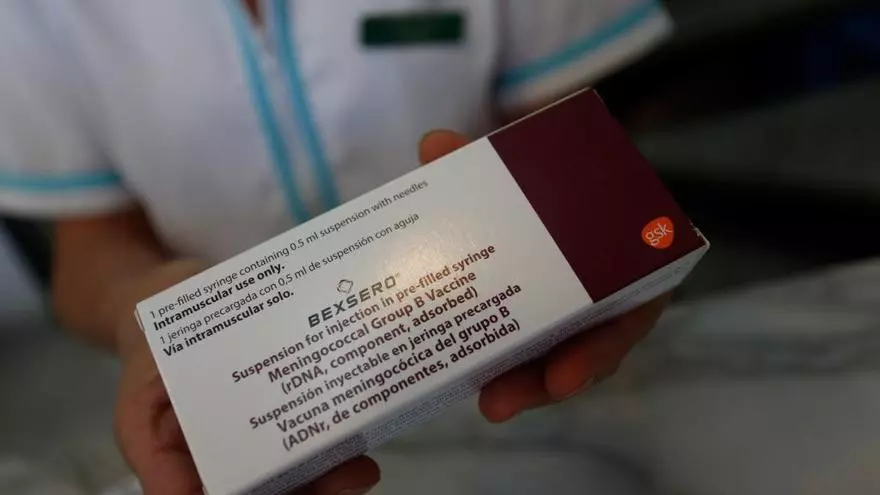 1 pre-filled syringe containing 0.5 ml suspension with needles
Intramuscular use only.
1 jeringa precargada con 0,5 ml de suspensión con aguja
Vía intramuscular solo.
BEXSERO
Suspension for injection in pre-filled syringe
Meningococcal Group B Vaccine
(rDNA, component, adsorbed)
Suspensión inyectable en jeringa precargada
Vacuna meningocócica del grupo B
(ADNr, de componentes, adsorbida)
gsk